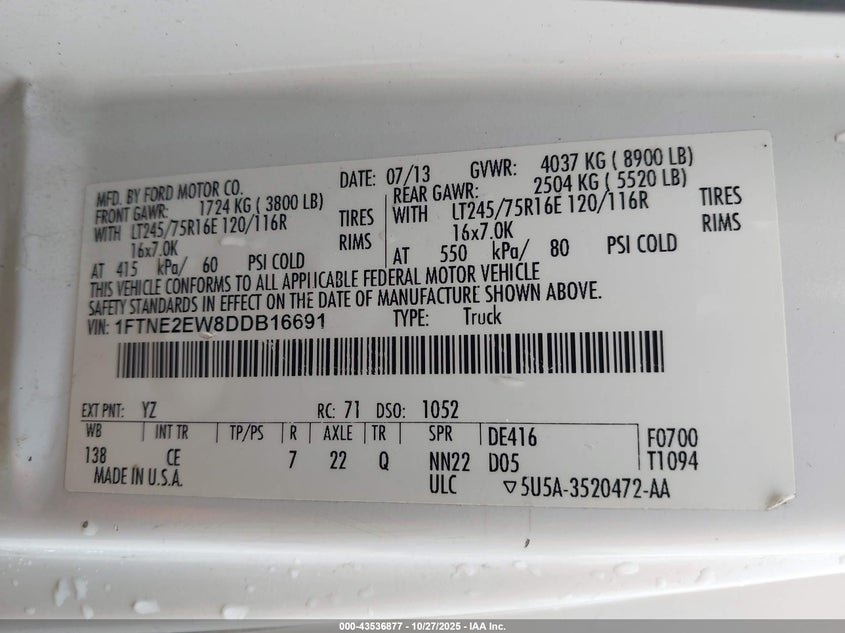 MFD. BY FORD MOTOR CO. DATE: 07/13 GVWR: 4037 KG ( 8900 LB)
FRONT GAWR: 1724 KG ( 3800 LB) REAR GAWR: 2504 KG ( 5520 LB)
WITH LT245/75R16E 120/116R TIRES WITH LT245/75R16E 120/116R TIRES
16x7.0K RIMS 16x7.0K RIMS
AT 415 kPa/ 60 PSI COLD AT 550 kPa/ 80 PSI COLD
THIS VEHICLE CONFORMS TO ALL APPLICABLE FEDERAL MOTOR VEHICLE
SAFETY STANDARDS IN EFFECT ON THE DATE OF MANUFACTURE SHOWN ABOVE.
VIN: 1FTNE2EW8DDB16691 TYPE: Truck
EXT PNT: YZ RC: 71 DSO: 1052
WB INT TR TP/PS R AXLE TR SPR DE416 F0700
138 CE 7 22 Q NN22 D05 T1094
MADE IN U.S.A. ULC ▽5U5A-3520472-AA
000-43536877 | 10/27/2025 - IAA Inc.